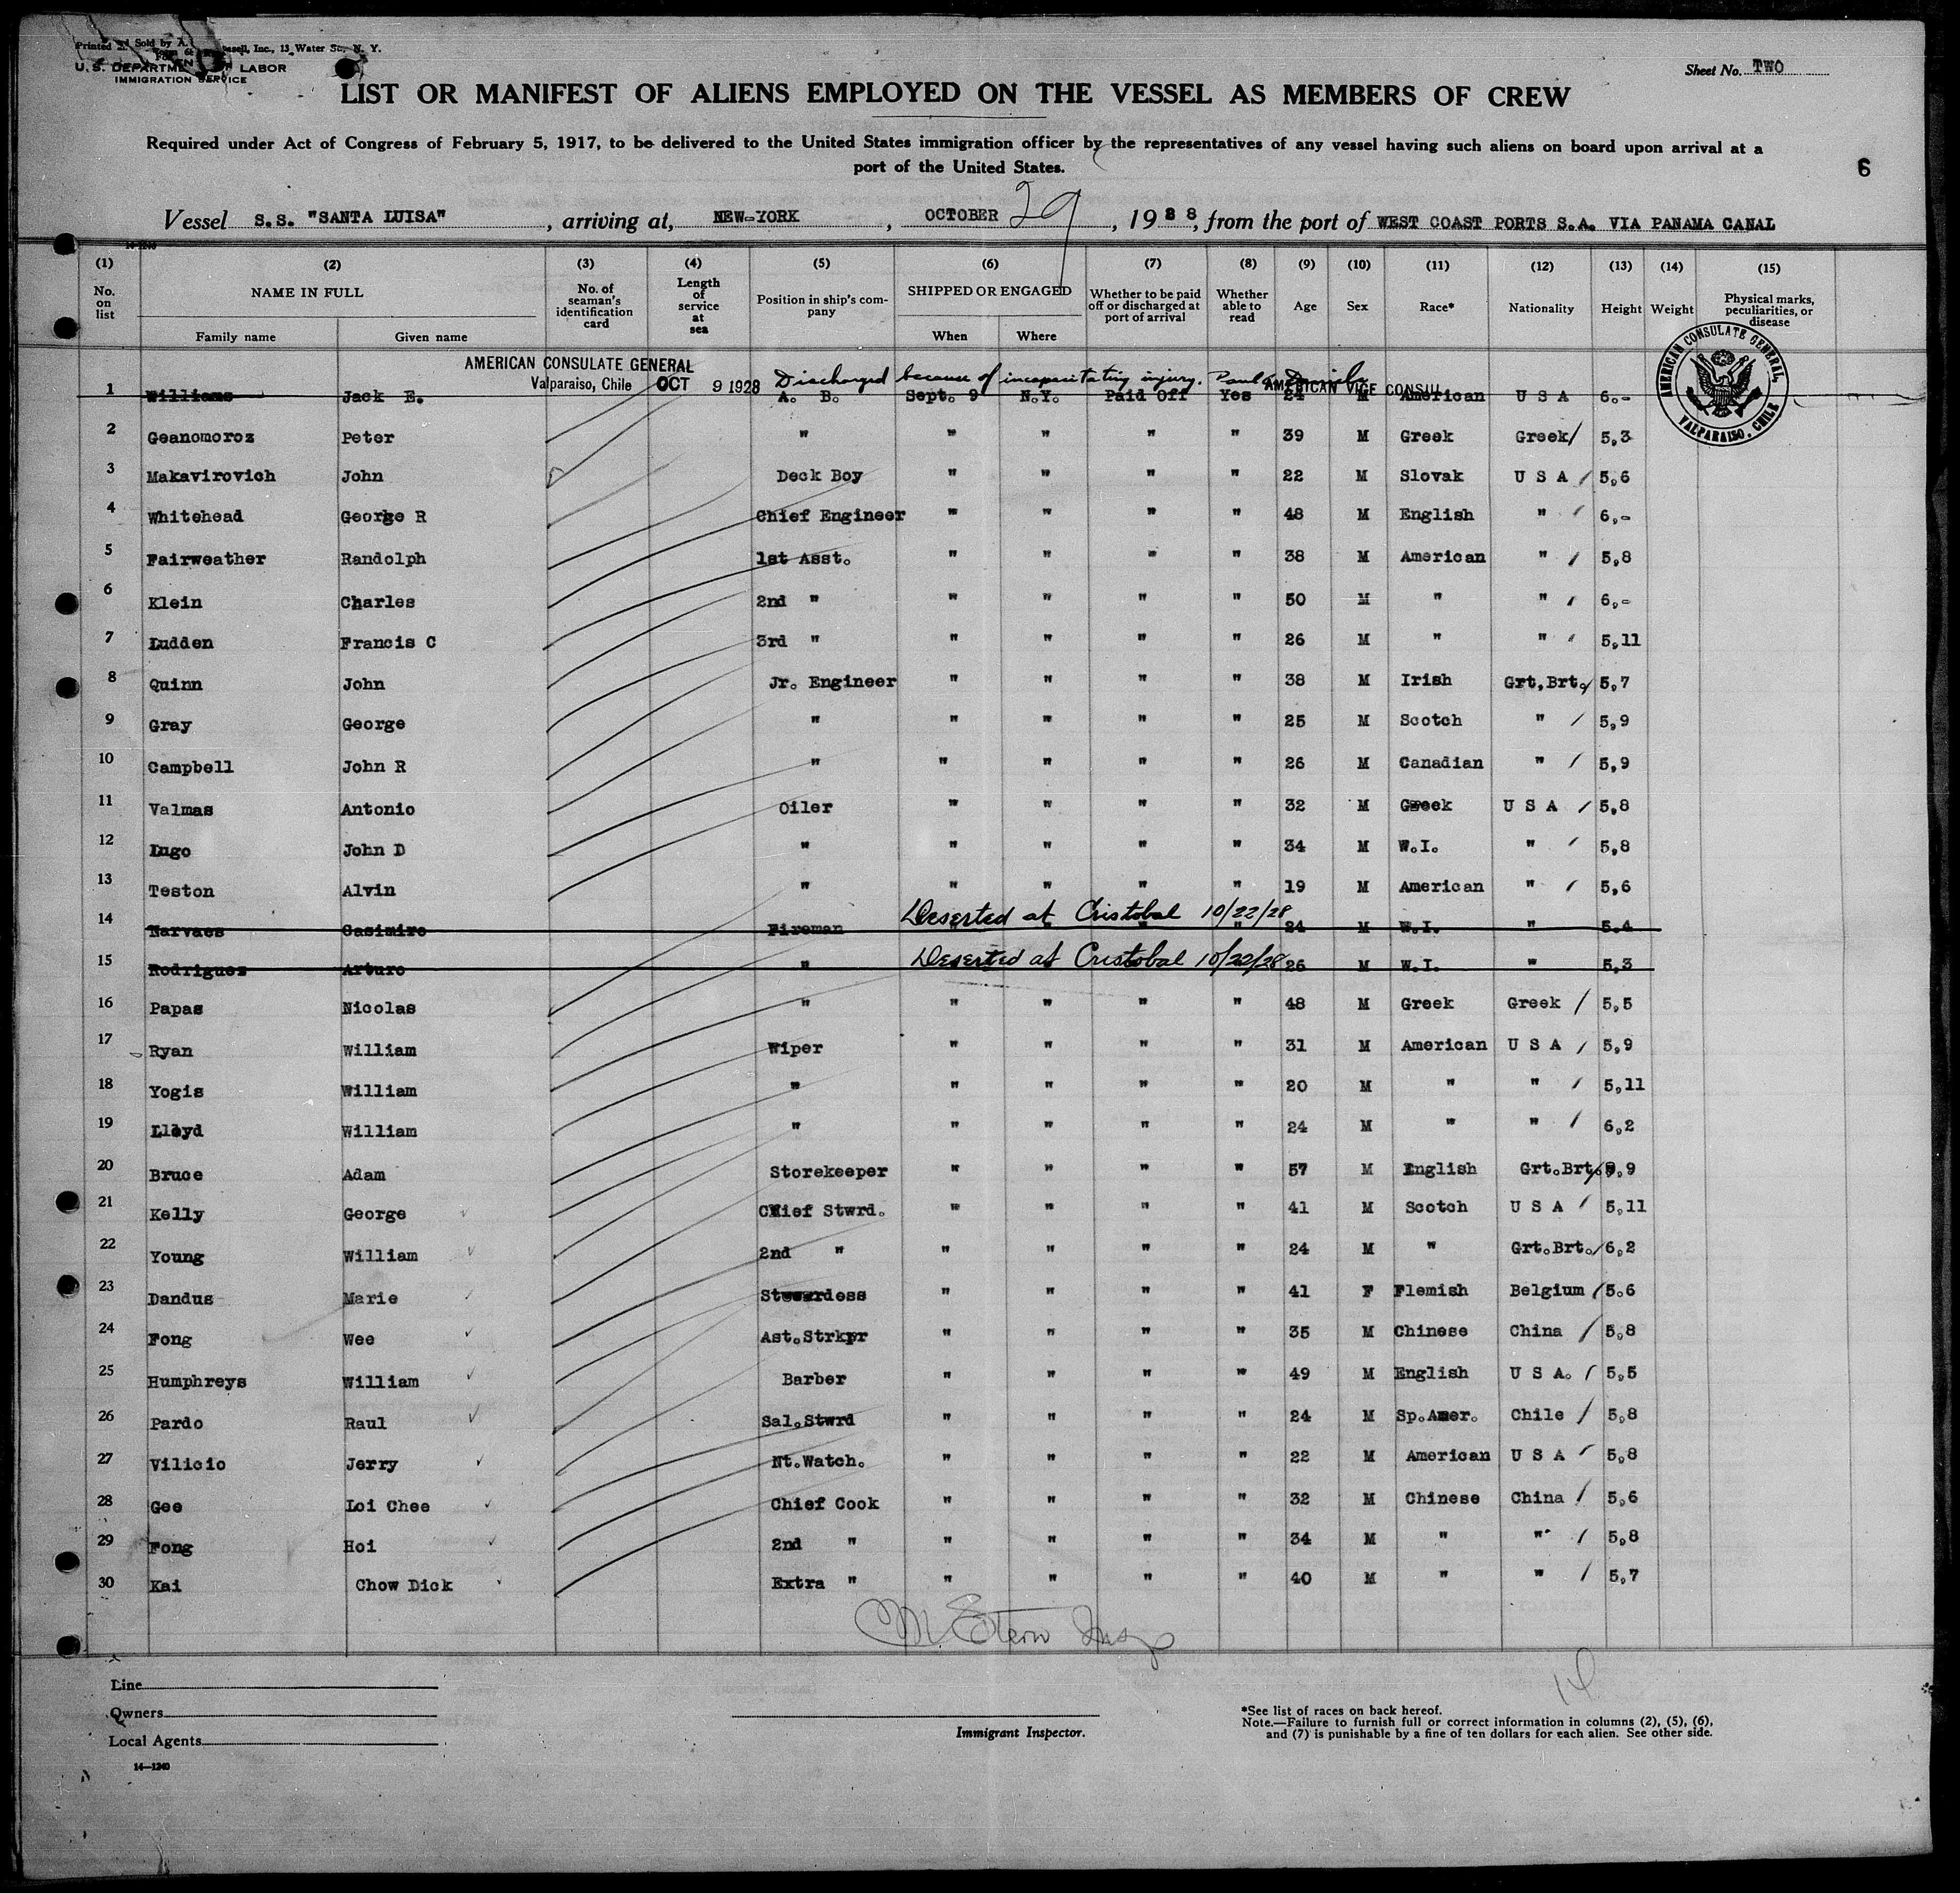 Printed Sold by A. Inc., 13 Water St., N. Y.
U. S. DEPARTMENT OF LABOR
IMMIGRATION SERVICE
Sheet No. TWO
LIST OR MANIFEST OF ALIENS EMPLOYED ON THE VESSEL AS MEMBERS OF CREW
Required under Act of Congress of February 5, 1917, to be delivered to the United States immigration officer by the representatives of any vessel having such aliens on board upon arrival at a
port of the United States.
6
Vessel S.S. "SANTA LUISA", arriving at, NEW-YORK, OCTOBER 29, 1928, from the port of WEST COAST PORTS S.A. VIA PANAMA CANAL
14-1240
(1) (2) (3) (4) (5) (6) (7) (8) (9) (10) (11) (12) (13) (14) (15)
No. on list NAME IN FULL No. of seaman's identification card Length of service at sea Position in ship's company SHIPPED OR ENGAGED Whether to be paid off or discharged at port of arrival Whether able to read Age Sex Race* Nationality Height Weight Physical marks, peculiarities, or disease
Family name Given name When Where
AMERICAN CONSULATE GENERAL
Valparaiso, Chile OCT 9 1928 Discharged because of incapacitating injury. Paul AMERICAN VICE CONSUL
AMERICAN CONSULATE GENERAL, VALPARAISO, CHILE
1 Williams Jack E. A. B. Sept. 9 N.Y. Paid Off Yes 24 M American U S A 6.-
2 Geanomoroz Peter " " " " " 39 M Greek Greek/ 5,3
3 Makavirovich John Deck Boy " " " " 22 M Slovak U S A / 5,6
4 Whitehead George R Chief Engineer " " " " 48 M English " / 6,-
5 Fairweather Randolph 1st Asst. " " " " 38 M American " / 5,8
6 Klein Charles 2nd " " " " " 50 M " " / 6,-
7 Ludden Francis C 3rd " " " " " 26 M " " / 5,11
8 Quinn John Jr. Engineer " " " " 38 M Irish Grt,Brt./ 5,7
9 Gray George " " " " " 25 M Scotch " / 5,9
10 Campbell John R " " " " " 26 M Canadian " / 5,9
11 Valmas Antonio Oiler " " " " 32 M Greek U S A / 5,8
12 Lugo John D " " " " " 34 M W.I. " / 5,8
13 Teston Alvin " " " " " 19 M American " / 5,6
14 Narvaes Casimiro Fireman Deserted at Cristobal 10/22/28 24 M W.I. " 5.4
15 Rodriguez Arturo " Deserted at Cristobal 10/22/28 26 M W.I. " 5,3
16 Papas Nicolas " " " " " 48 M Greek Greek / 5,5
17 Ryan William Wiper " " " " 31 M American U S A / 5,9
18 Yogis William " " " " " 20 M " " / 5,11
19 Lloyd William " " " " " 24 M " " / 6,2
20 Bruce Adam Storekeeper " " " " 57 M English Grt.Brt./ 5,9
21 Kelly George Chief Stwrd. " " " " 41 M Scotch U S A / 5,11
22 Young William 2nd " " " " " 24 M " Grt.Brt./ 6,2
23 Dandus Marie Stewardess " " " " 41 F Flemish Belgium / 5.6
24 Fong Wee Ast.Strkpr " " " " 35 M Chinese China / 5,8
25 Humphreys William Barber " " " " 49 M English U S A. / 5,5
26 Pardo Raul Sal.Stwrd " " " " 24 M Sp.Amer. Chile / 5,8
27 Vilicio Jerry Nt.Watch. " " " " 22 M American U S A / 5,8
28 Gee Loi Chee Chief Cook " " " " 32 M Chinese China / 5,6
29 Fong Hoi 2nd " " " " " 34 M " " / 5,8
30 Kai Chow Dick Extra " " " " " 40 M " " / 5,7
Line
Owners
Local Agents
14—1240
Immigrant Inspector.
*See list of races on back hereof.
Note.—Failure to furnish full or correct information in columns (2), (5), (6),
and (7) is punishable by a fine of ten dollars for each alien. See other side.